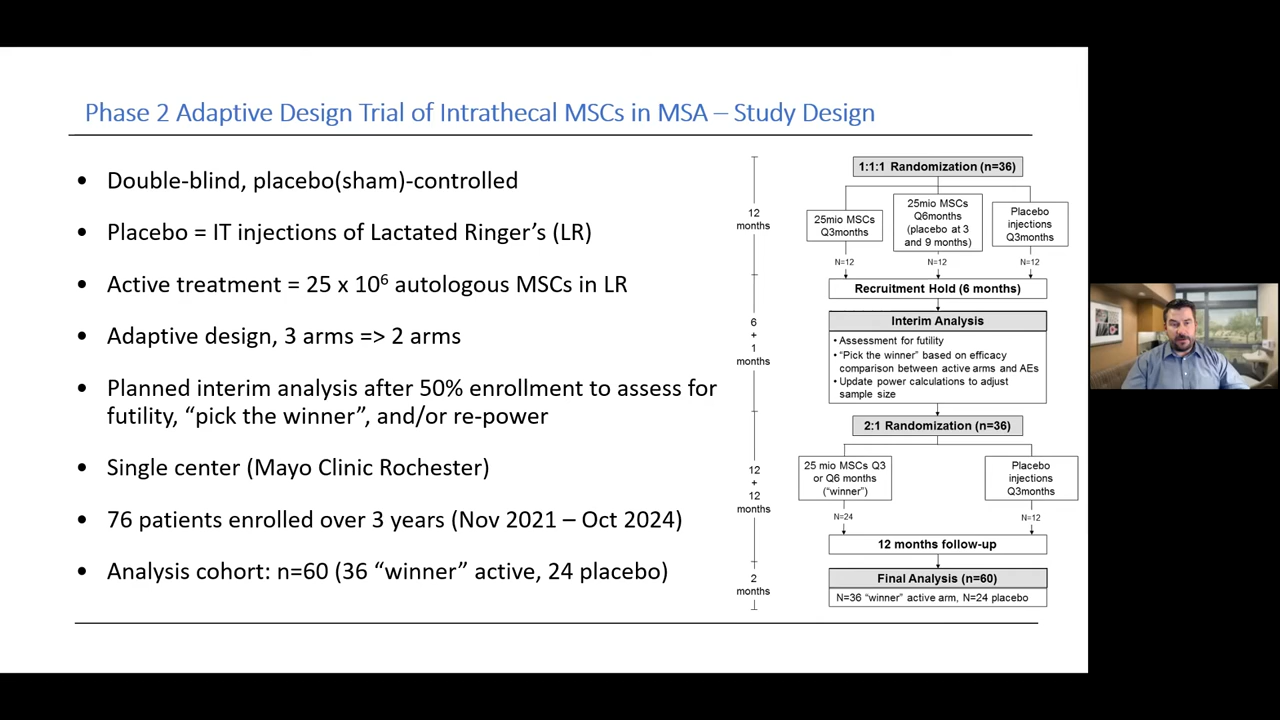 Phase 2 Adaptive Design Trial of Intrathecal MSCs in MSA – Study Design
• Double-blind, placebo(sham)-controlled
• Placebo = IT injections of Lactated Ringer’s (LR)
• Active treatment = 25 x 10⁶ autologous MSCs in LR
• Adaptive design, 3 arms => 2 arms
• Planned interim analysis after 50% enrollment to assess for
futility, “pick the winner”, and/or re-power
• Single center (Mayo Clinic Rochester)
• 76 patients enrolled over 3 years (Nov 2021 – Oct 2024)
• Analysis cohort: n=60 (36 “winner” active, 24 placebo)
12
months
6
+
1
months
12
+
12
months
2
months
1:1:1 Randomization (n=36)
25mio MSCs
Q3months
25mio MSCs
Q6months
(placebo at 3
and 9 months)
Placebo
injections
Q3months
N=12
N=12
N=12
Recruitment Hold (6 months)
Interim Analysis
• Assessment for futility
• “Pick the winner” based on efficacy
comparison between active arms and AEs
• Update power calculations to adjust
sample size
2:1 Randomization (n=36)
25 mio MSCs Q3
or Q6 months
(“winner”)
Placebo
injections
Q3months
N=24
N=12
12 months follow-up
Final Analysis (n=60)
N=36 “winner” active arm, N=24 placebo